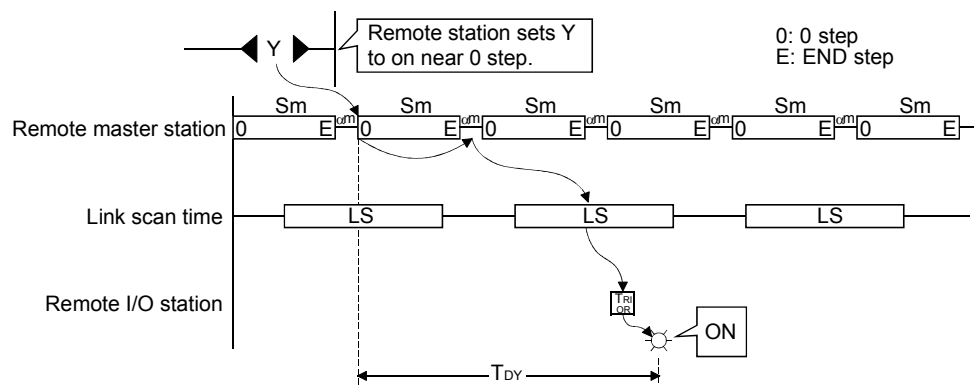 Y
Remote station sets Y
to on near 0 step.
0: 0 step
E: END step
Sm Sm Sm Sm Sm Sm
Remote master station 0 E αm 0 E αm 0 E αm 0 E αm 0 E αm 0 E
Link scan time LS LS LS
Remote I/O station
TRI
OR
ON
TDY